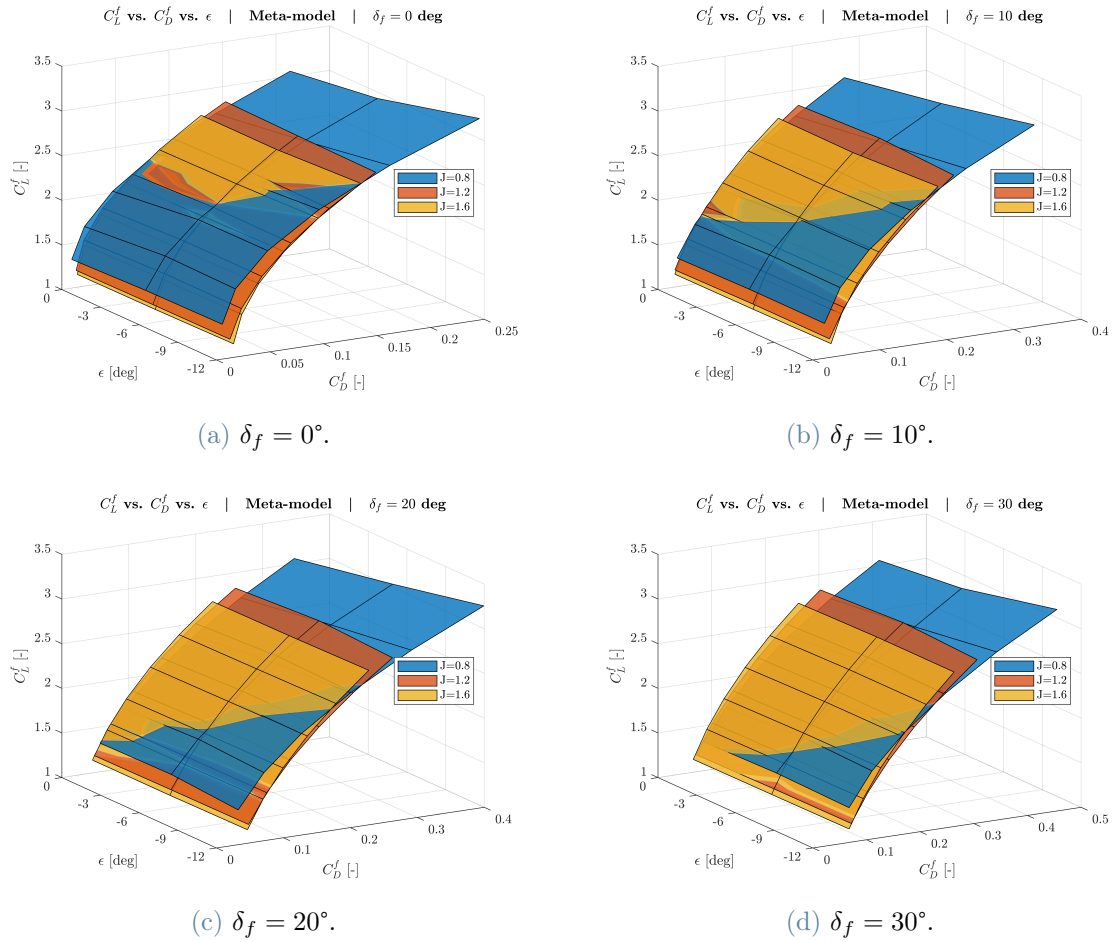 C_L^f vs. C_D^f vs. ϵ | Meta-model | δ_f = 0 deg
3.5
3
2.5
2
1.5
1
C_L^f [-]
0
-3
-6
-9
-12
ϵ [deg]
0
0.05
0.1
0.15
0.2
0.25
C_D^f [-]
J=0.8
J=1.2
J=1.6
(a) δ_f = 0°.
C_L^f vs. C_D^f vs. ϵ | Meta-model | δ_f = 10 deg
3.5
3
2.5
2
1.5
1
C_L^f [-]
0
-3
-6
-9
-12
ϵ [deg]
0
0.1
0.2
0.3
0.4
C_D^f [-]
J=0.8
J=1.2
J=1.6
(b) δ_f = 10°.
C_L^f vs. C_D^f vs. ϵ | Meta-model | δ_f = 20 deg
3.5
3
2.5
2
1.5
1
C_L^f [-]
0
-3
-6
-9
-12
ϵ [deg]
0
0.1
0.2
0.3
0.4
C_D^f [-]
J=0.8
J=1.2
J=1.6
(c) δ_f = 20°.
C_L^f vs. C_D^f vs. ϵ | Meta-model | δ_f = 30 deg
3.5
3
2.5
2
1.5
1
C_L^f [-]
0
-3
-6
-9
-12
ϵ [deg]
0
0.1
0.2
0.3
0.4
0.5
C_D^f [-]
J=0.8
J=1.2
J=1.6
(d) δ_f = 30°.